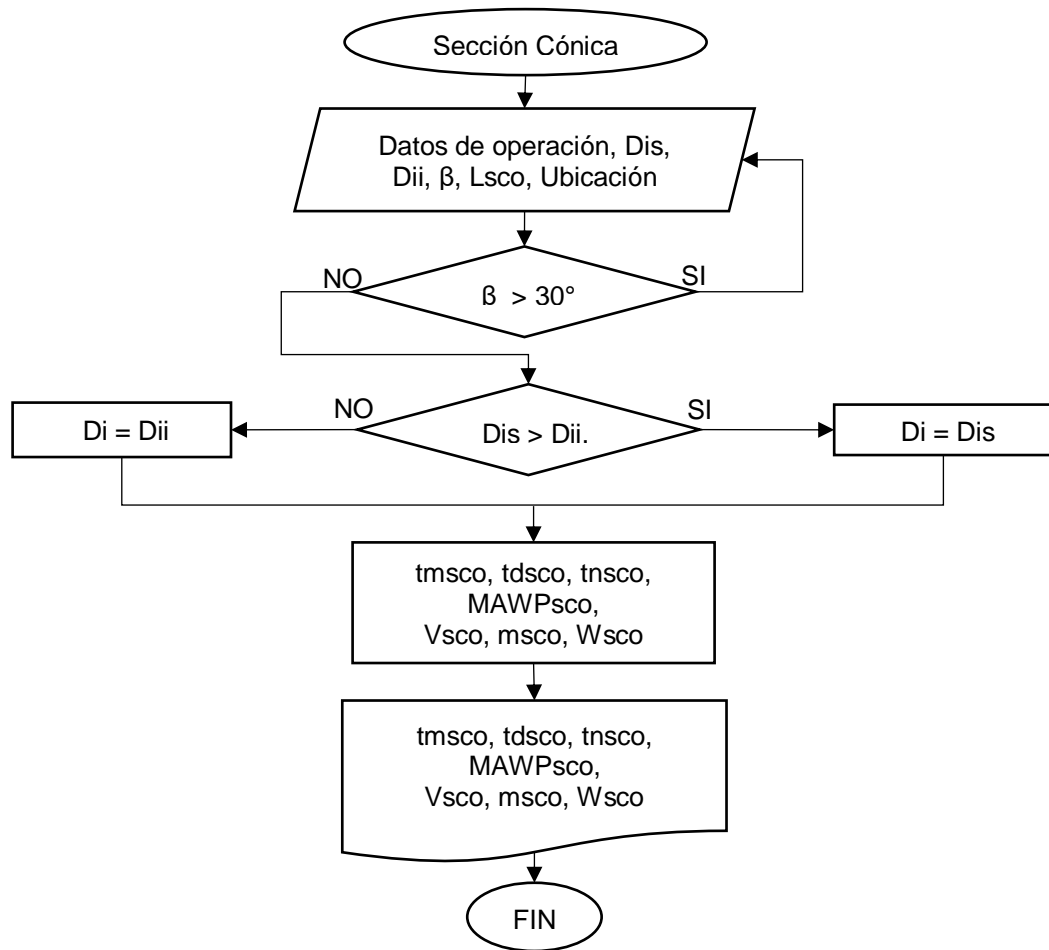 Sección Cónica
Datos de operación, Dis,
Dii, β, Lsco, Ubicación
NO
SI
ß > 30°
NO
SI
Di = Dii
Dis > Dii.
Di = Dis
tmsco, tdsco, tnsco,
MAWPsco,
Vsco, msco, Wsco
tmsco, tdsco, tnsco,
MAWPsco,
Vsco, msco, Wsco
FIN